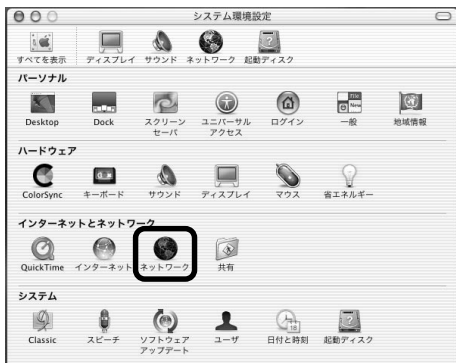 システム環境設定
すべてを表示 ディスプレイ サウンド ネットワーク 起動ディスク
パーソナル
Desktop Dock スクリーン セーバ ユニバーサル アクセス ログイン 一般 地域情報
ハードウェア
ColorSync キーボード サウンド ディスプレイ マウス 省エネルギー
インターネットとネットワーク
QuickTime インターネット ネットワーク 共有
システム
Classic スピーチ ソフトウェア アップデート ユーザ 日付と時刻 起動ディスク